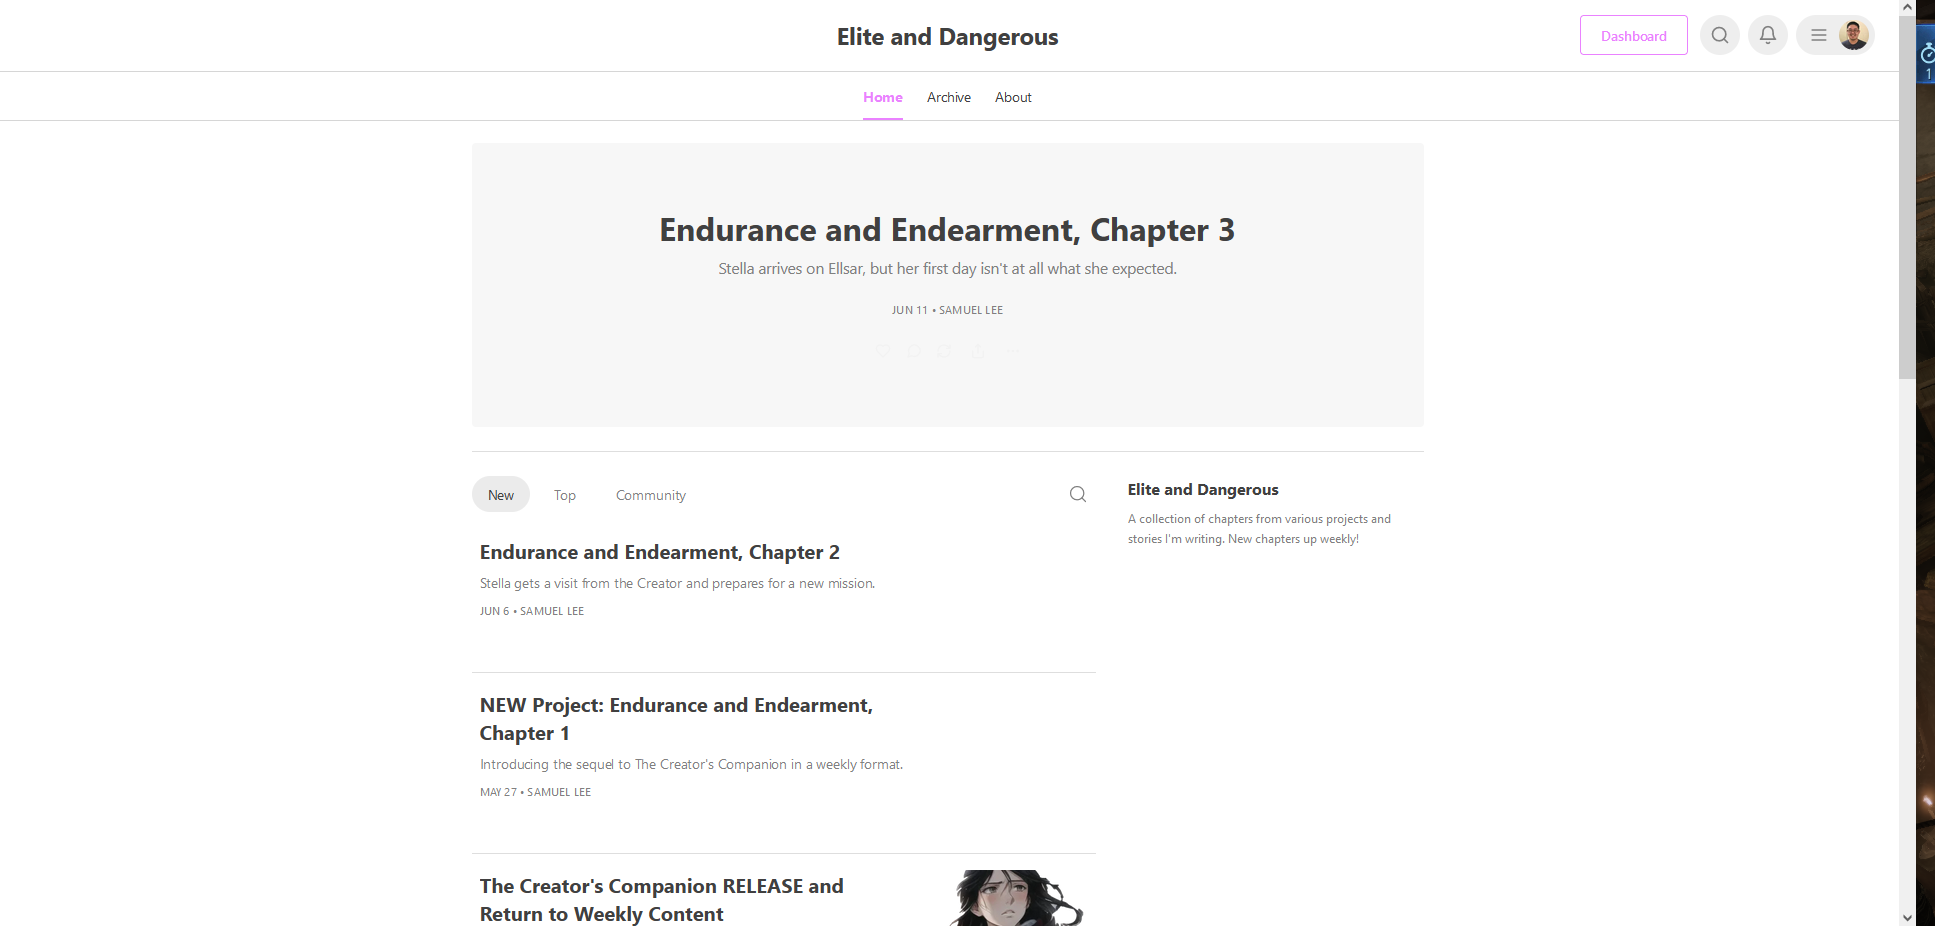 Elite and Dangerous
Dashboard
Home
Archive
About
Endurance and Endearment, Chapter 3
Stella arrives on Ellsar, but her first day isn't at all what she expected.
JUN 11 • SAMUEL LEE
New
Top
Community
Endurance and Endearment, Chapter 2
Stella gets a visit from the Creator and prepares for a new mission.
JUN 6 • SAMUEL LEE
NEW Project: Endurance and Endearment,
Chapter 1
Introducing the sequel to The Creator's Companion in a weekly format.
MAY 27 • SAMUEL LEE
The Creator's Companion RELEASE and
Return to Weekly Content
Elite and Dangerous
A collection of chapters from various projects and
stories I'm writing. New chapters up weekly!
1